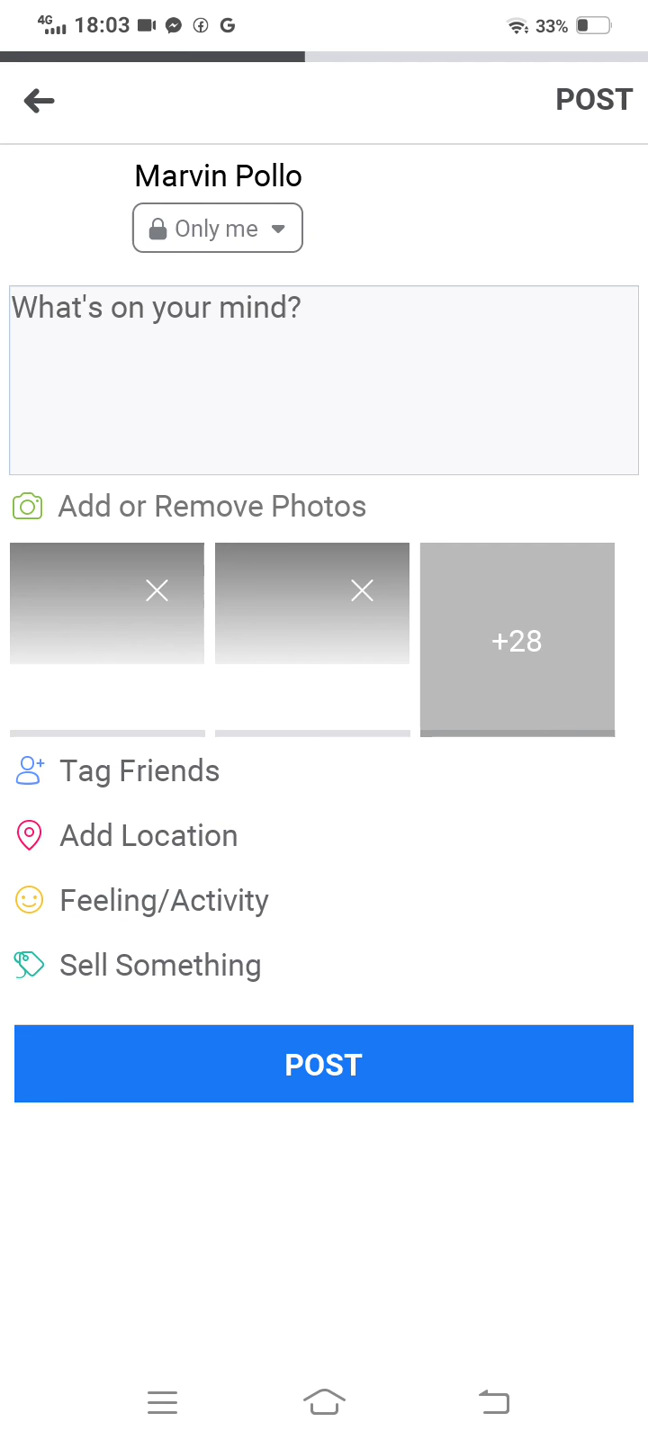 4G 18:03 33%
POST
Marvin Pollo
Only me
What's on your mind?
Add or Remove Photos
+28
Tag Friends
Add Location
Feeling/Activity
Sell Something
POST